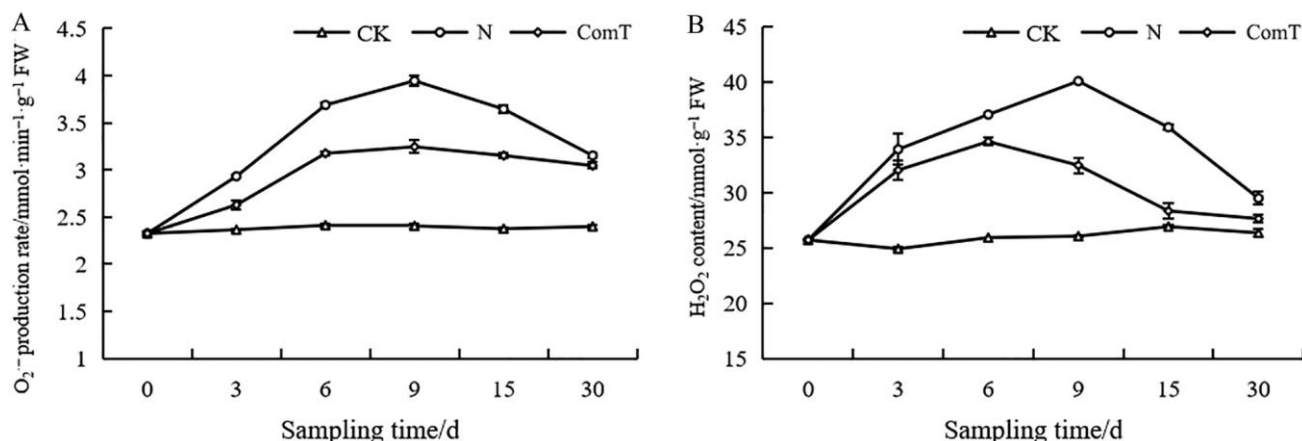 A
CK N ComT
O₂·⁻ production rate/mmol·min⁻¹·g⁻¹ FW
4.5
4
3.5
3
2.5
2
1.5
1
0 3 6 9 15 30
Sampling time/d
B
CK N ComT
H₂O₂ content/mmol·g⁻¹ FW
45
40
35
30
25
20
15
0 3 6 9 15 30
Sampling time/d